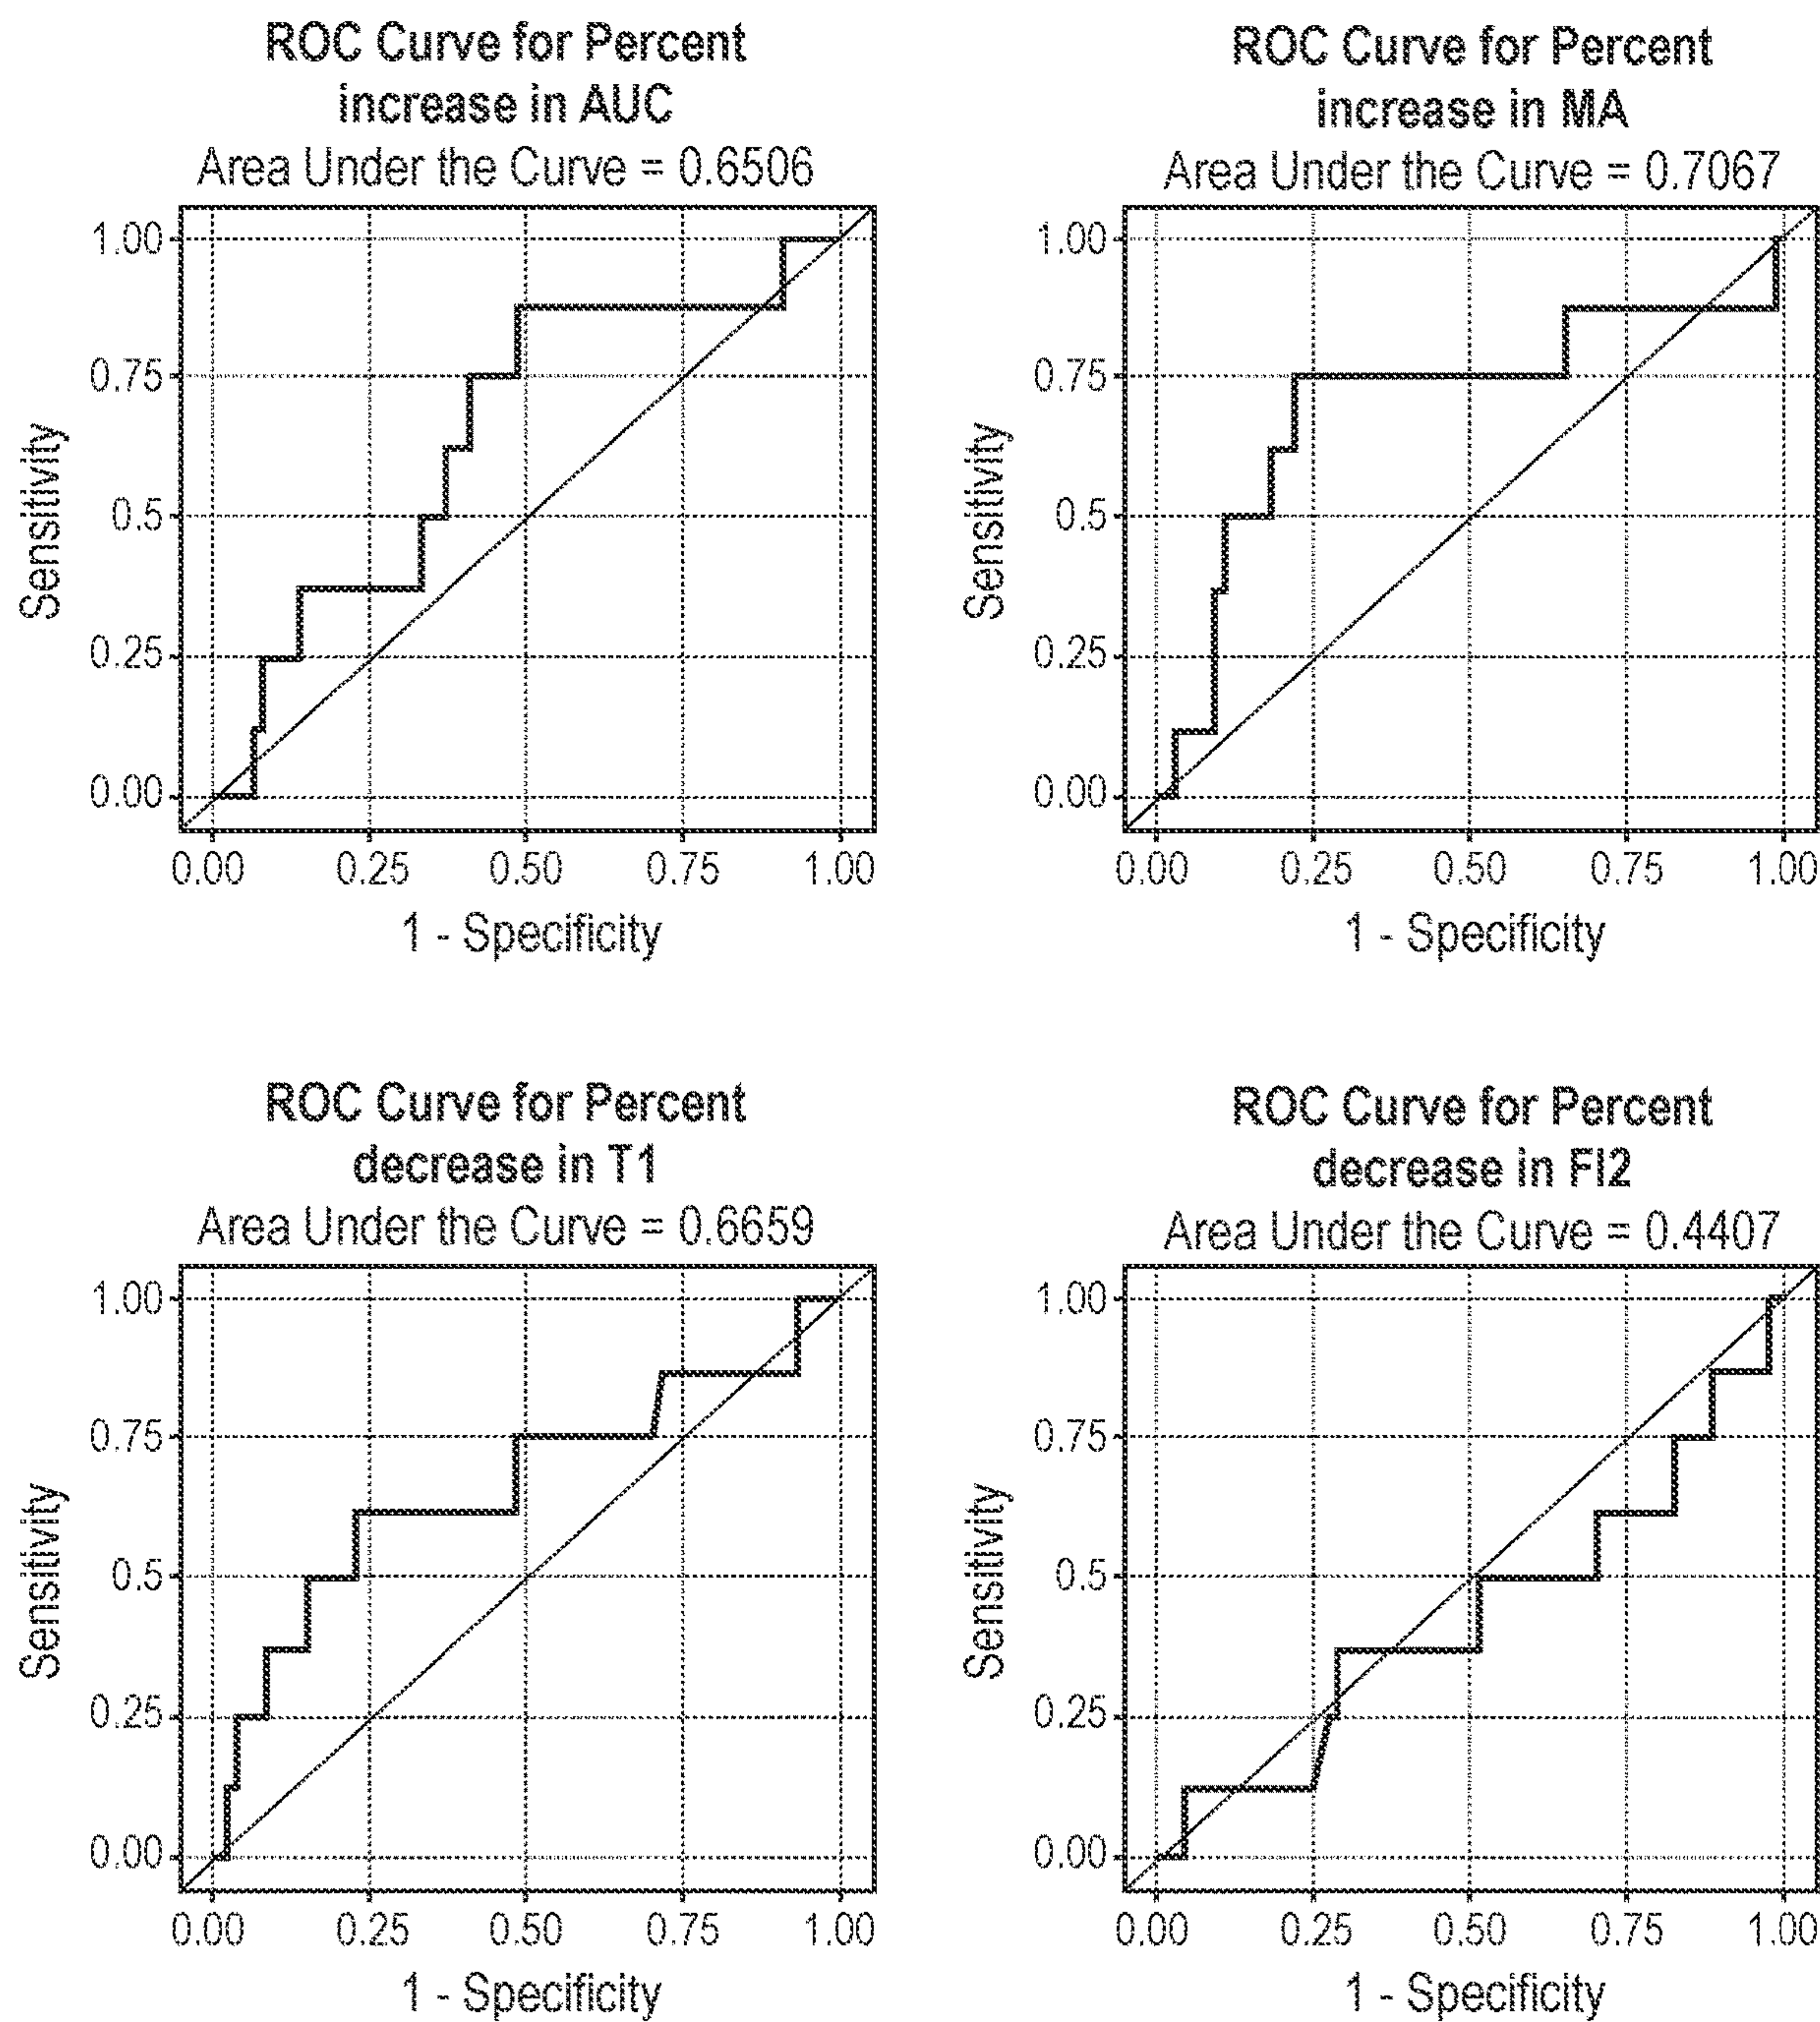 ROC Curve for Percent
increase in AUC
Area Under the Curve = 0.6506
1.00
0.75
0.5
0.25
0.00
Sensitivity
0.00 0.25 0.50 0.75 1.00
1 - Specificity
ROC Curve for Percent
increase in MA
Area Under the Curve = 0.7067
1.00
0.75
0.5
0.25
0.00
Sensitivity
0.00 0.25 0.50 0.75 1.00
1 - Specificity
ROC Curve for Percent
decrease in T1
Area Under the Curve = 0.6659
1.00
0.75
0.5
0.25
0.00
Sensitivity
0.00 0.25 0.50 0.75 1.00
1 - Specificity
ROC Curve for Percent
decrease in FI2
Area Under the Curve = 0.4407
1.00
0.75
0.5
0.25
0.00
Sensitivity
0.00 0.25 0.50 0.75 1.00
1 - Specificity